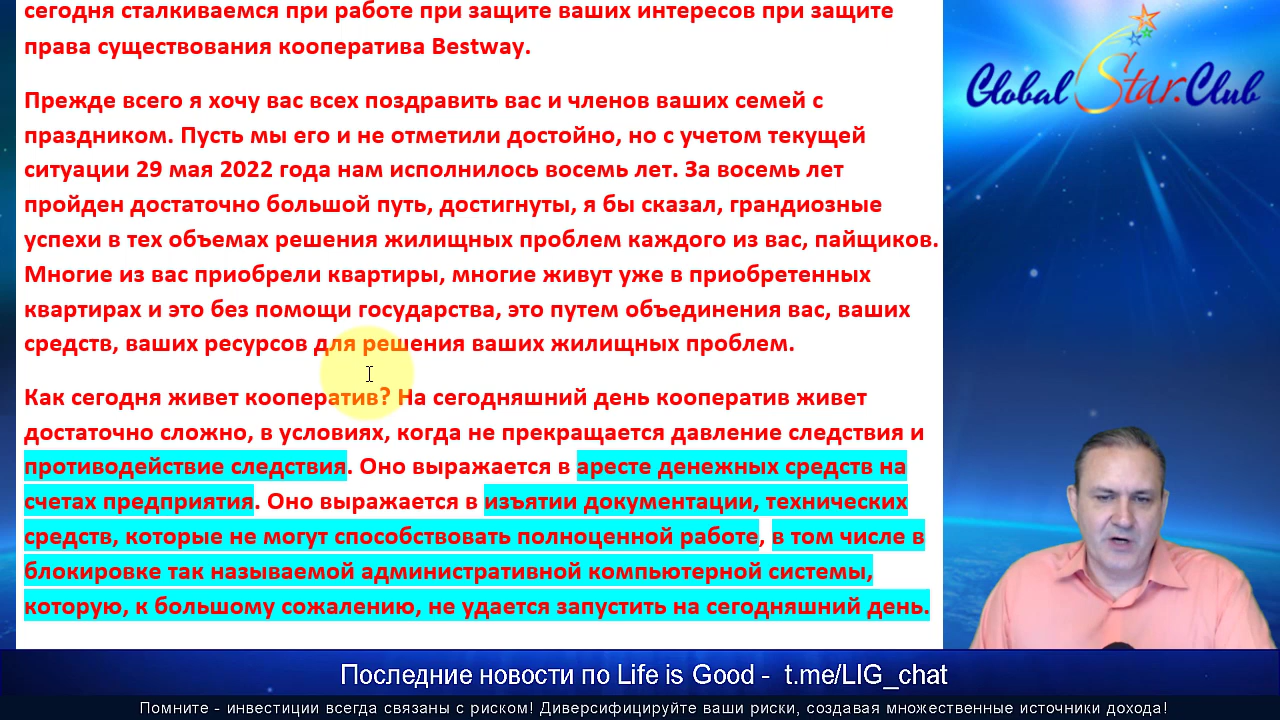 сегодня сталкиваемся при работе при защите ваших интересов при защите
права существования кооператива Bestway.
Прежде всего я хочу вас всех поздравить вас и членов ваших семей с
праздником. Пусть мы его и не отметили достойно, но с учетом текущей
ситуации 29 мая 2022 года нам исполнилось восемь лет. За восемь лет
пройден достаточно большой путь, достигнуты, я бы сказал, грандиозные
успехи в тех объемах решения жилищных проблем каждого из вас, пайщиков.
Многие из вас приобрели квартиры, многие живут уже в приобретенных
квартирах и это без помощи государства, это путем объединения вас, ваших
средств, ваших ресурсов для решения ваших жилищных проблем.
Как сегодня живет кооператив? На сегодняшний день кооператив живет
достаточно сложно, в условиях, когда не прекращается давление следствия и
противодействие следствия. Оно выражается в аресте денежных средств на
счетах предприятия. Оно выражается в изъятии документации, технических
средств, которые не могут способствовать полноценной работе, в том числе в
блокировке так называемой административной компьютерной системы,
которую, к большому сожалению, не удается запустить на сегодняшний день.
Global Star.Club
Последние новости по Life is Good - t.me/LIG_chat
Помните - инвестиции всегда связаны с риском! Диверсифицируйте ваши риски, создавая множественные источники дохода!